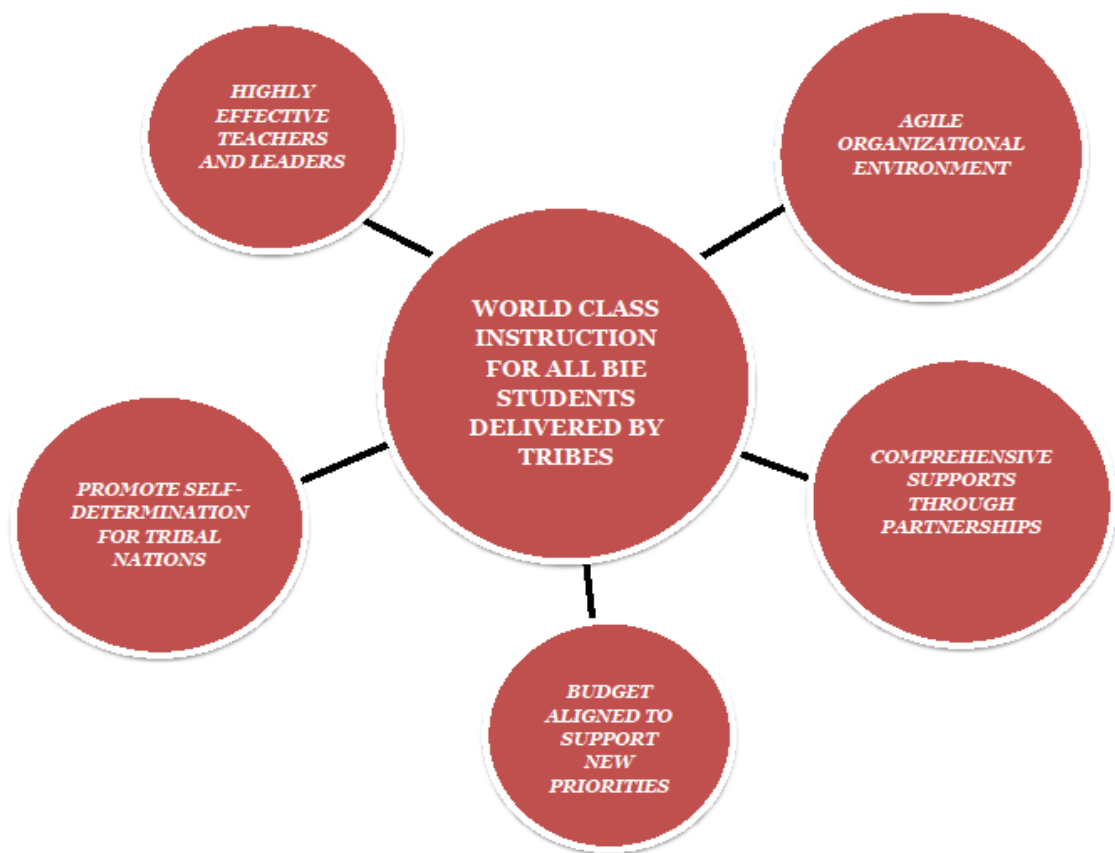 HIGHLY
EFFECTIVE
TEACHERS
AND LEADERS
AGILE
ORGANIZATIONAL
ENVIRONMENT
WORLD CLASS
INSTRUCTION
FOR ALL BIE
STUDENTS
DELIVERED BY
TRIBES
PROMOTE SELF-
DETERMINATION
FOR TRIBAL
NATIONS
COMPREHENSIVE
SUPPORTS
THROUGH
PARTNERSHIPS
BUDGET
ALIGNED TO
SUPPORT
NEW
PRIORITIES